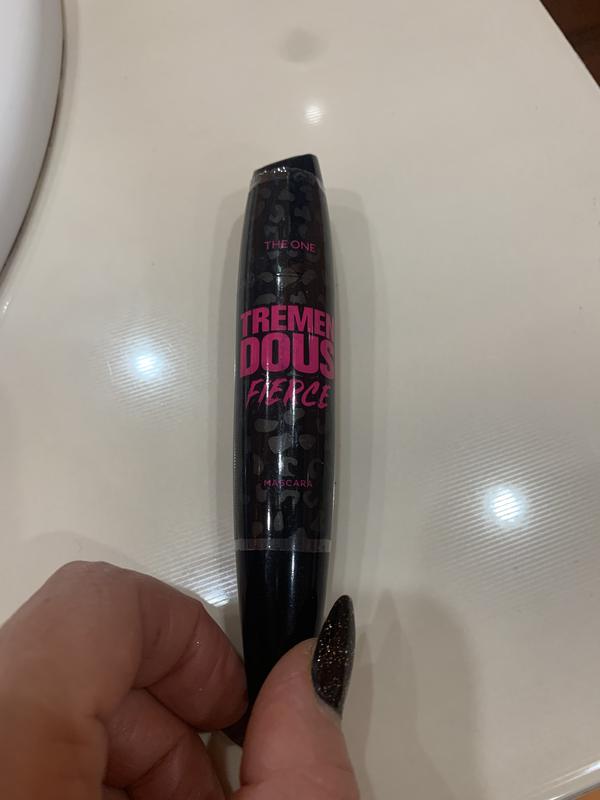 THE ONE
TREMEN
DOUS
FIERCE
MASCARA